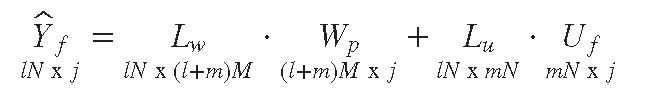 Ŷ_f = L_w · W_p + L_u · U_f
lN x j lN x (l+m)M (l+m)M x j lN x mN mN x j